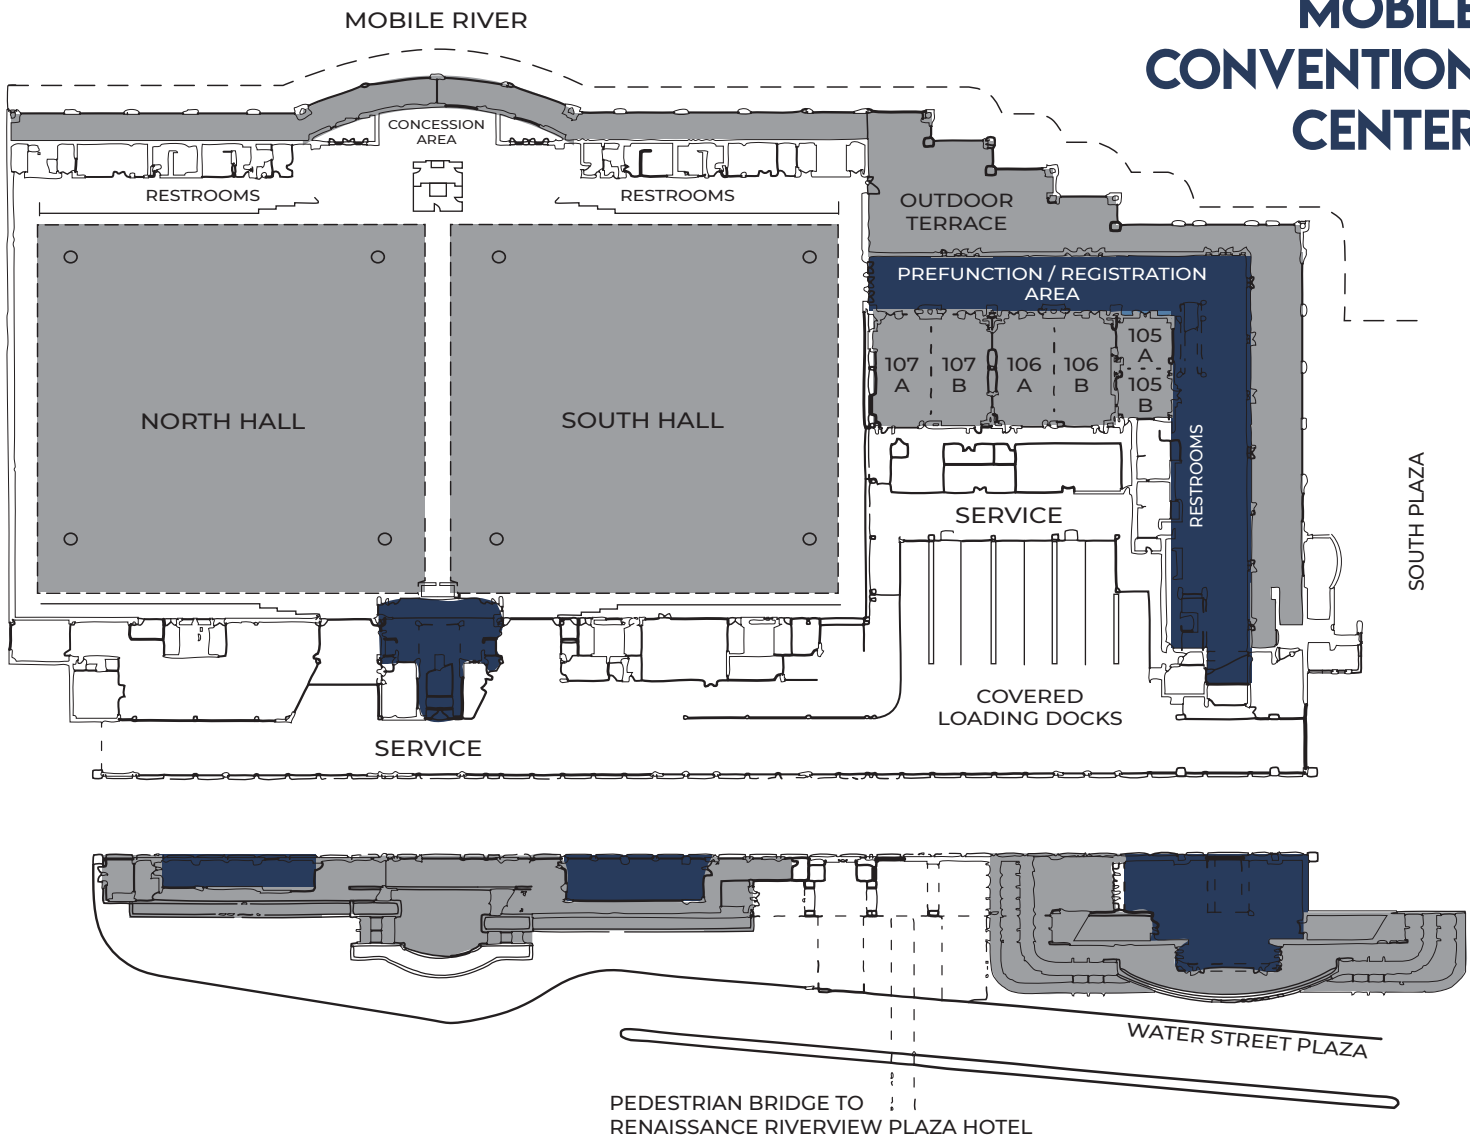 MOBILE RIVER
MOBILE
CONVENTION
CENTER
CONCESSION
AREA
RESTROOMS
RESTROOMS
OUTDOOR
TERRACE
PREFUNCTION / REGISTRATION
AREA
105
A
105
B
107
A
107
B
106
A
106
B
NORTH HALL
SOUTH HALL
RESTROOMS
SOUTH PLAZA
SERVICE
COVERED
LOADING DOCKS
SERVICE
WATER STREET PLAZA
PEDESTRIAN BRIDGE TO
RENAISSANCE RIVERVIEW PLAZA HOTEL